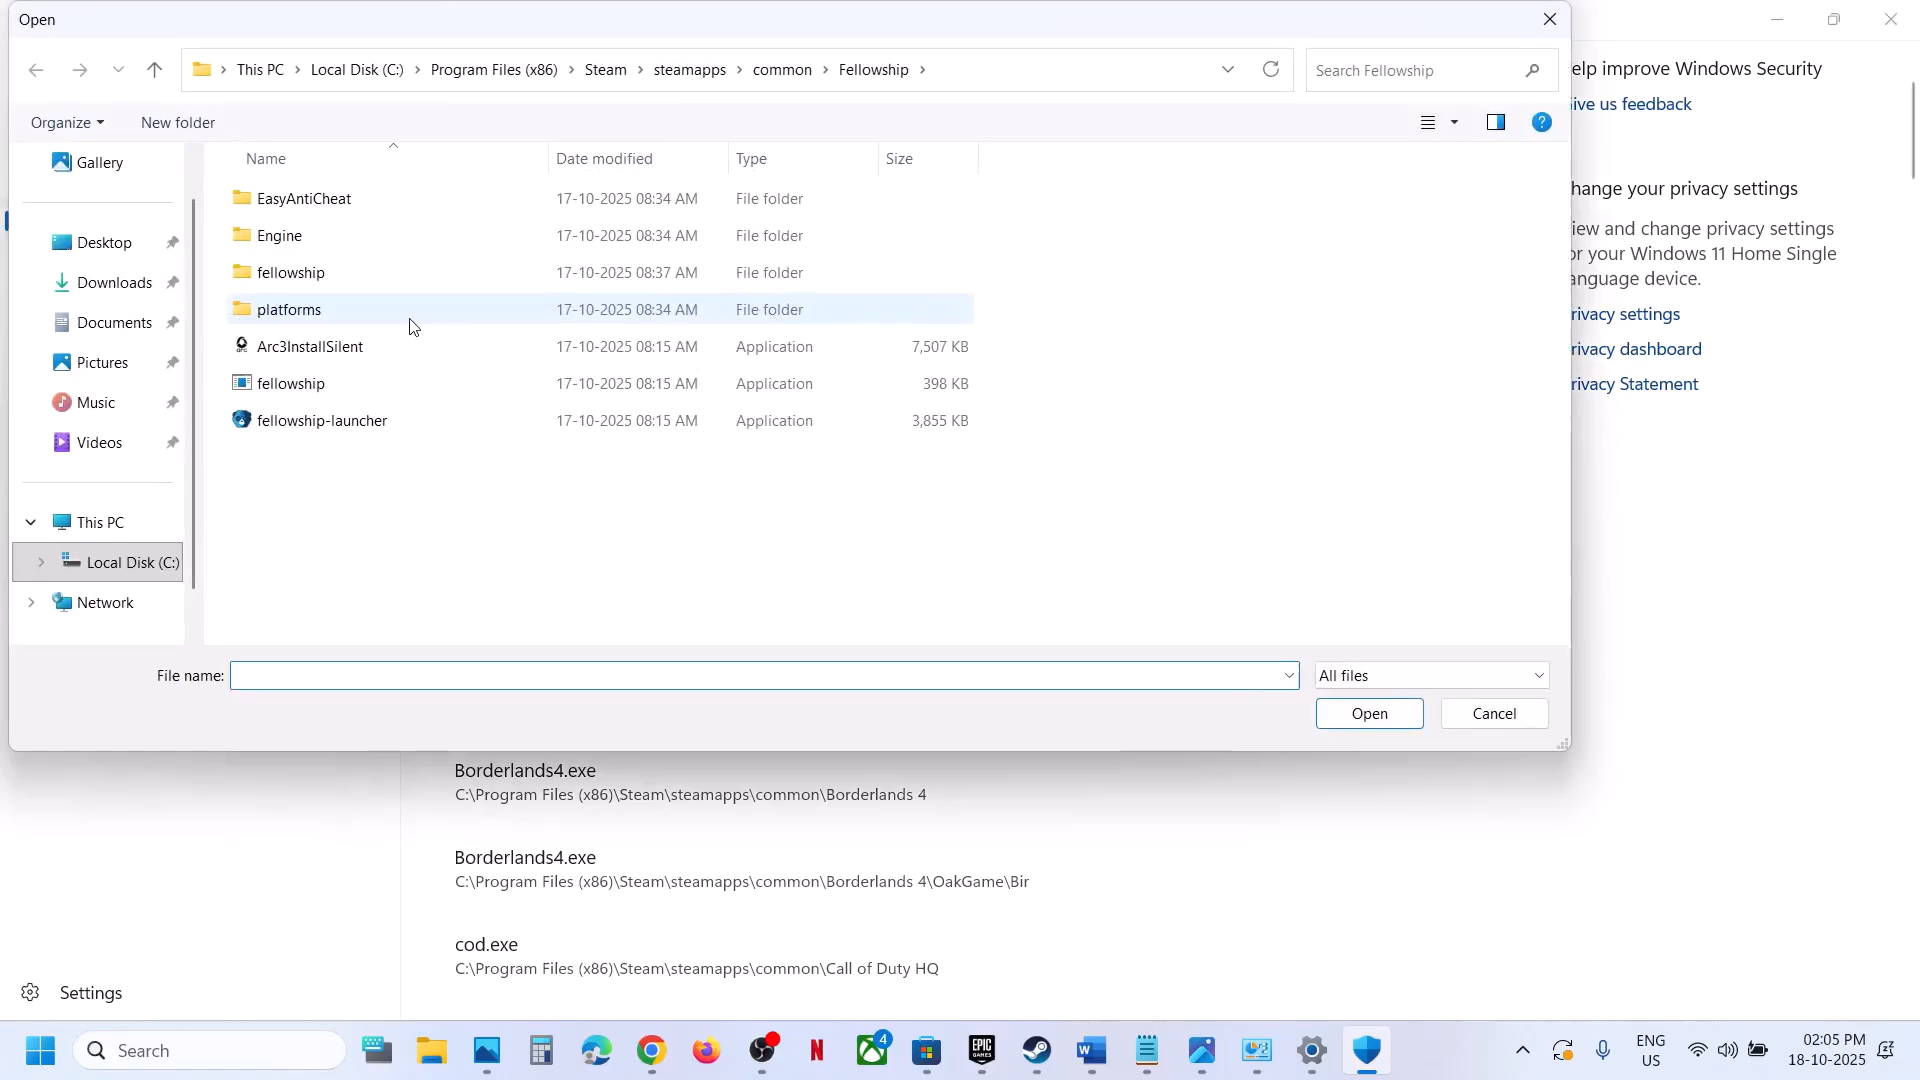 Open
This PC > Local Disk (C:) > Program Files (x86) > Steam > steamapps > common > Fellowship >
Search Fellowship
Organize
New folder
Name
Date modified
Type
Size
Gallery
Desktop
Downloads
Documents
Pictures
Music
Videos
This PC
Local Disk (C:)
Network
EasyAntiCheat 17-10-2025 08:34 AM File folder
Engine 17-10-2025 08:34 AM File folder
fellowship 17-10-2025 08:37 AM File folder
platforms 17-10-2025 08:34 AM File folder
Arc3InstallSilent 17-10-2025 08:15 AM Application 7,507 KB
fellowship 17-10-2025 08:15 AM Application 398 KB
fellowship-launcher 17-10-2025 08:15 AM Application 3,855 KB
File name:
All files
Open
Cancel
elp improve Windows Security
ive us feedback
hange your privacy settings
iew and change privacy settings
or your Windows 11 Home Single
anguage device.
rivacy settings
rivacy dashboard
rivacy Statement
Borderlands4.exe
C:\Program Files (x86)\Steam\steamapps\common\Borderlands 4
Borderlands4.exe
C:\Program Files (x86)\Steam\steamapps\common\Borderlands 4\OakGame\Bir
cod.exe
C:\Program Files (x86)\Steam\steamapps\common\Call of Duty HQ
Settings
Search
N
4
EPIC
GAMES
W
ENG
US
02:05 PM
18-10-2025